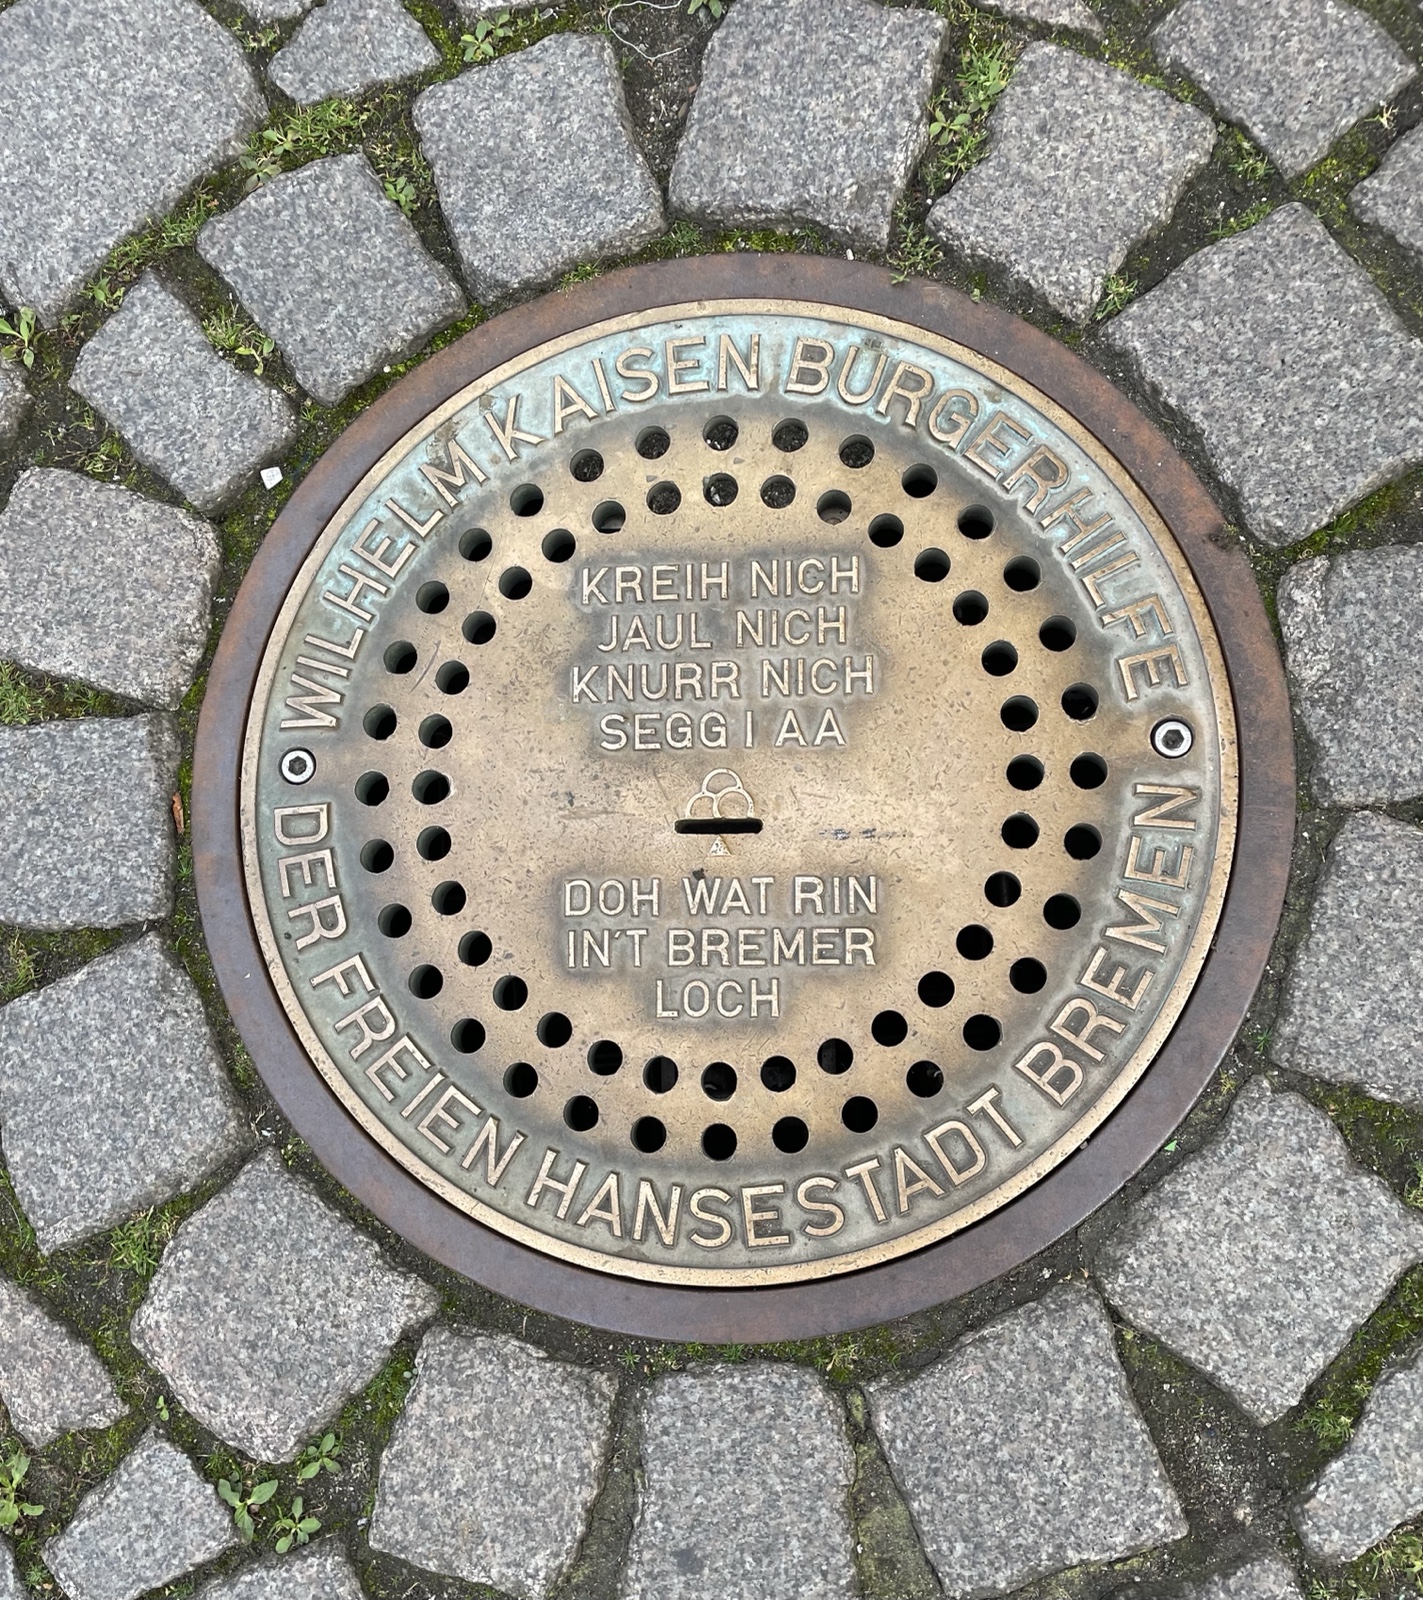 WILHELM KAISEN BÜRGERHILFE
KREIH NICH
JAUL NICH
KNURR NICH
SEGG I AA
DOH WAT RIN
IN'T BREMER
LOCH
DER FREIEN HANSESTADT BREMEN